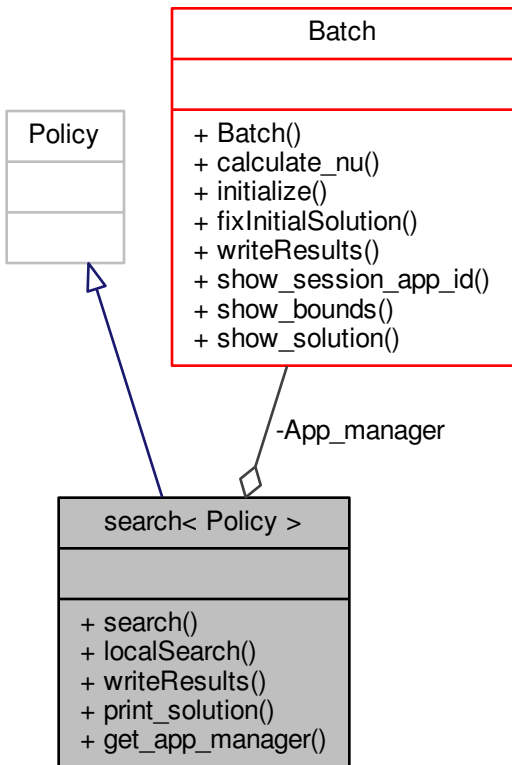 Batch
+ Batch()
+ calculate_nu()
+ initialize()
+ fixInitialSolution()
+ writeResults()
+ show_session_app_id()
+ show_bounds()
+ show_solution()
Policy
-App_manager
search< Policy >
+ search()
+ localSearch()
+ writeResults()
+ print_solution()
+ get_app_manager()